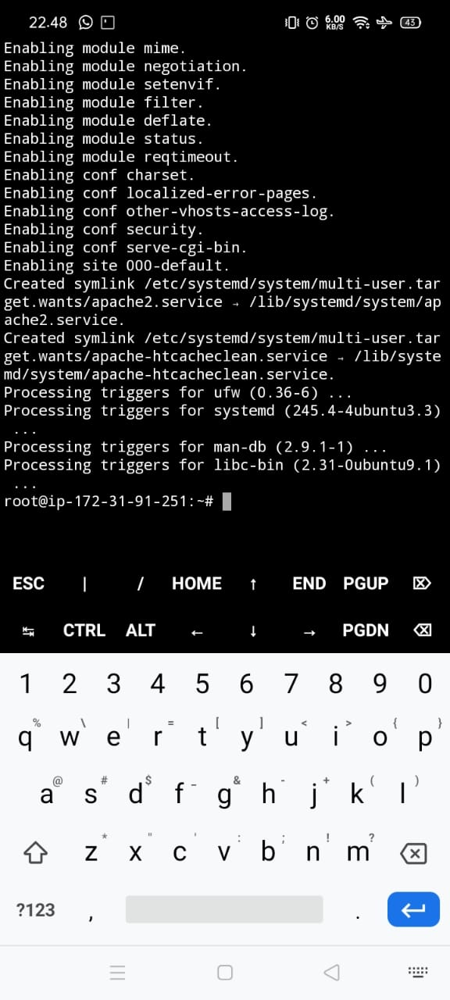 22.48 6.00 KB/S 43
Enabling module mime.
Enabling module negotiation.
Enabling module setenvif.
Enabling module filter.
Enabling module deflate.
Enabling module status.
Enabling module reqtimeout.
Enabling conf charset.
Enabling conf localized-error-pages.
Enabling conf other-vhosts-access-log.
Enabling conf security.
Enabling conf serve-cgi-bin.
Enabling site 000-default.
Created symlink /etc/systemd/system/multi-user.tar
get.wants/apache2.service → /lib/systemd/system/ap
ache2.service.
Created symlink /etc/systemd/system/multi-user.tar
get.wants/apache-htcacheclean.service → /lib/syste
md/system/apache-htcacheclean.service.
Processing triggers for ufw (0.36-6) ...
Processing triggers for systemd (245.4-4ubuntu3.3)
 ...
Processing triggers for man-db (2.9.1-1) ...
Processing triggers for libc-bin (2.31-0ubuntu9.1)
 ...
root@ip-172-31-91-251:~#
ESC | / HOME ↑ END PGUP ⌦
↹ CTRL ALT ← ↓ → PGDN ⌫
1 2 3 4 5 6 7 8 9 0
% \ | = [ ] < > { }
q w e r t y u i o p
@ # $ _ & - + ( )
a s d f g h j k l
* " ' : ; ! ?
z x c v b n m
?123 , .